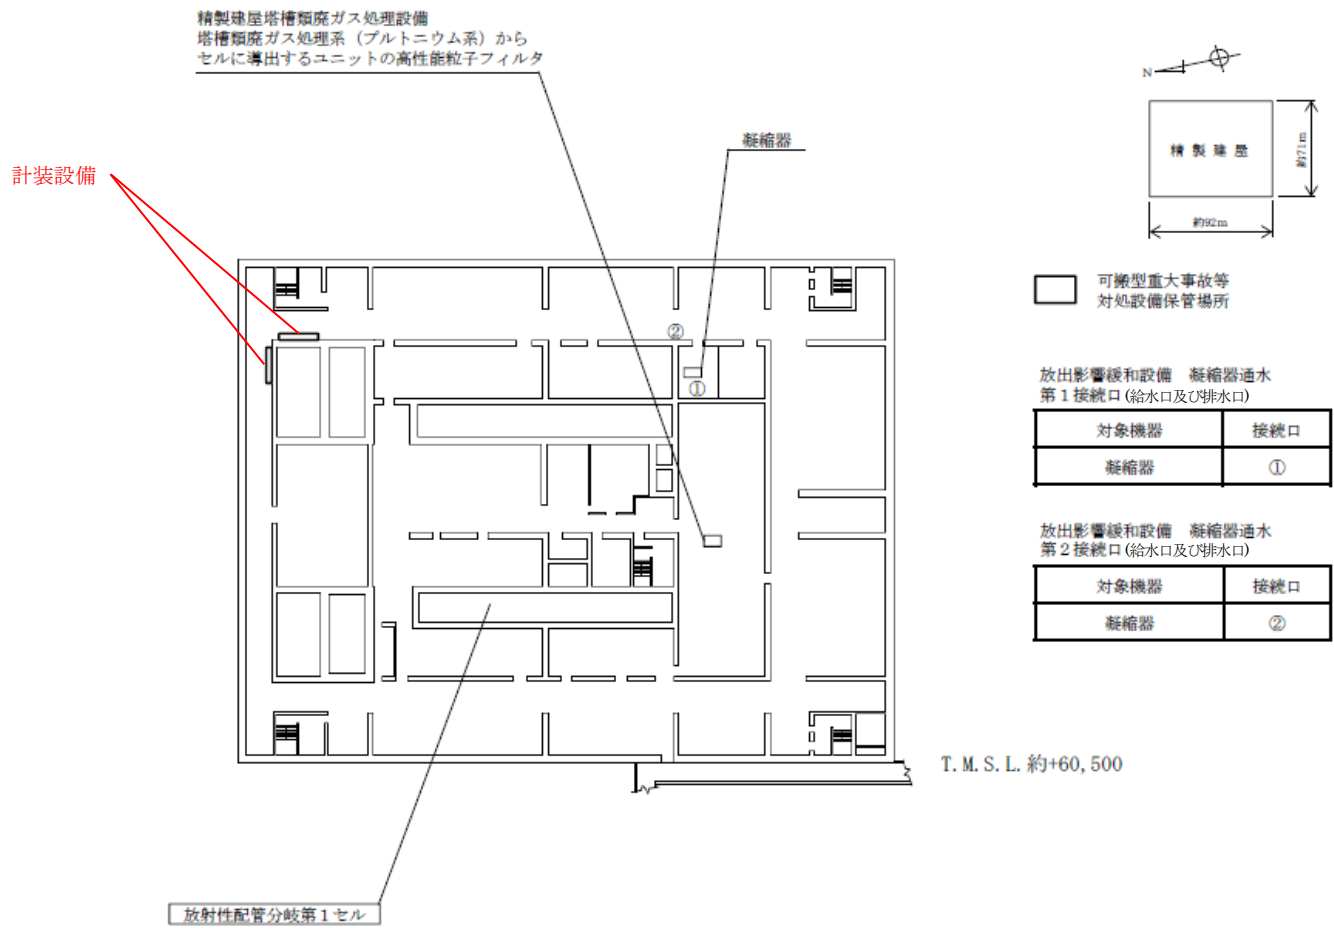 精製建屋塔槽類廃ガス処理設備
塔槽類廃ガス処理系（プルトニウム系）から
セルに導出するユニットの高性能粒子フィルタ
凝縮器
計装設備
②
①
放射性配管分岐第１セル
N
精製建屋
約71m
約92m
可搬型重大事故等
対処設備保管場所
放出影響緩和設備　凝縮器通水
第１接続口(給水口及び排水口)
対象機器 接続口
凝縮器 ①
放出影響緩和設備　凝縮器通水
第２接続口(給水口及び排水口)
対象機器 接続口
凝縮器 ②
T.M.S.L.約+60,500